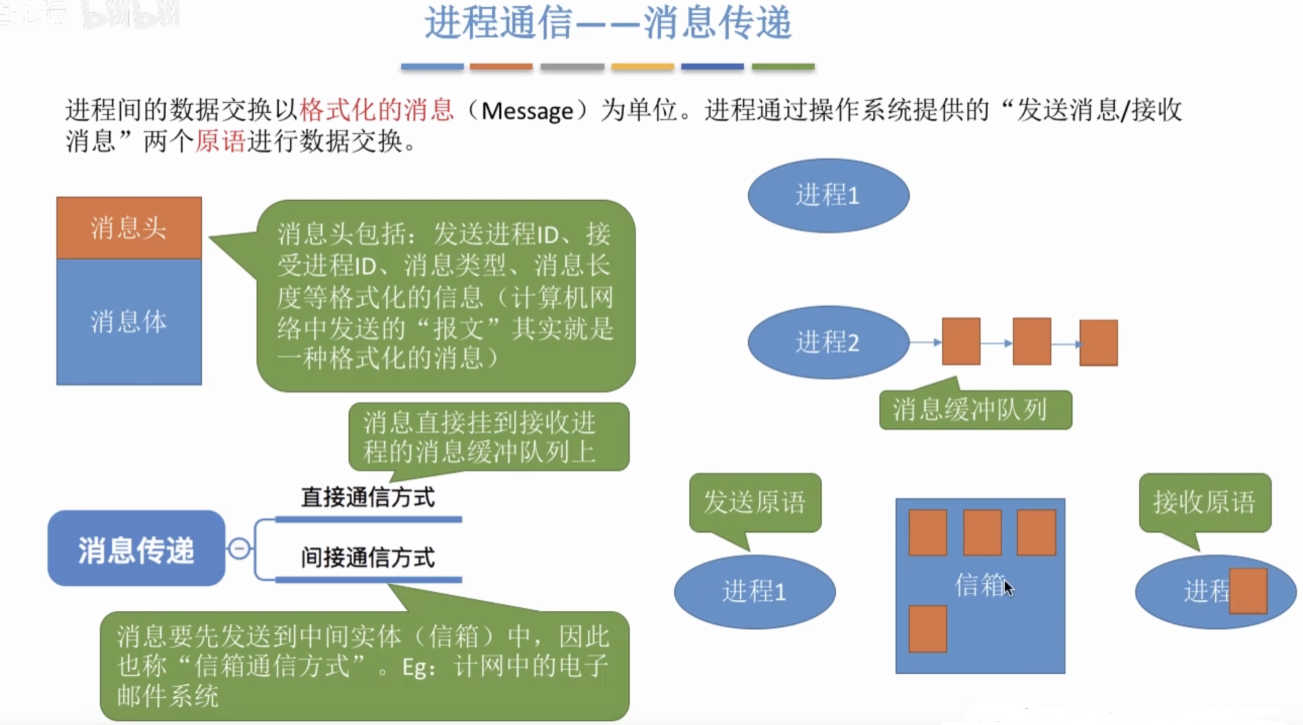 bilibili
进程通信——消息传递
进程间的数据交换以格式化的消息（Message）为单位。进程通过操作系统提供的“发送消息/接收
消息”两个原语进行数据交换。
消息头
消息体
消息头包括：发送进程ID、接
受进程ID、消息类型、消息长
度等格式化的信息（计算机网
络中发送的“报文”其实就是
一种格式化的消息）
进程1
进程2
消息缓冲队列
消息直接挂到接收进
程的消息缓冲队列上
消息传递
直接通信方式
间接通信方式
消息要先发送到中间实体（信箱）中，因此
也称“信箱通信方式”。Eg：计网中的电子
邮件系统
发送原语
进程1
信箱
接收原语
进程